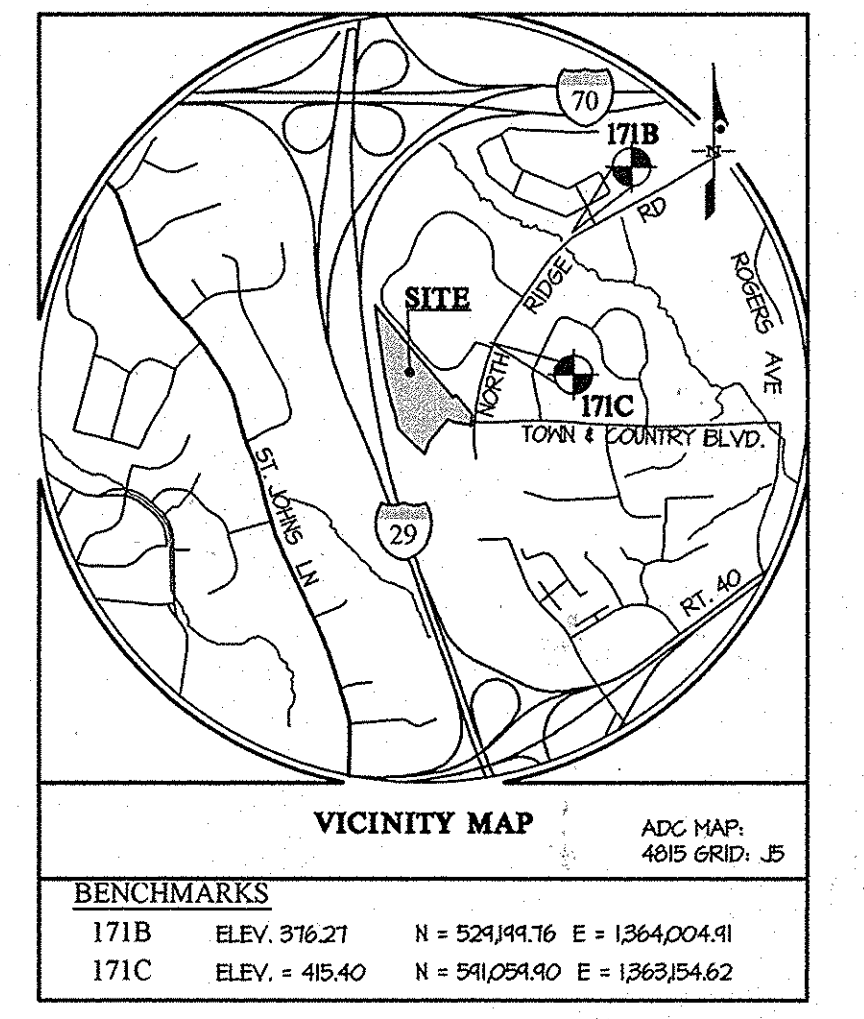 70
171B
N
RD
ROGERS AVE
RIDGE
SITE
NORTH
171C
TOWN & COUNTRY BLVD.
ST. JOHNS LN
29
RT. 40
VICINITY MAP
ADC MAP:
4815 GRID: J5
BENCHMARKS
171B ELEV. 376.27 N = 529,199.76 E = 1,364,004.91
171C ELEV. = 415.40 N = 591,059.90 E = 1,363,154.62